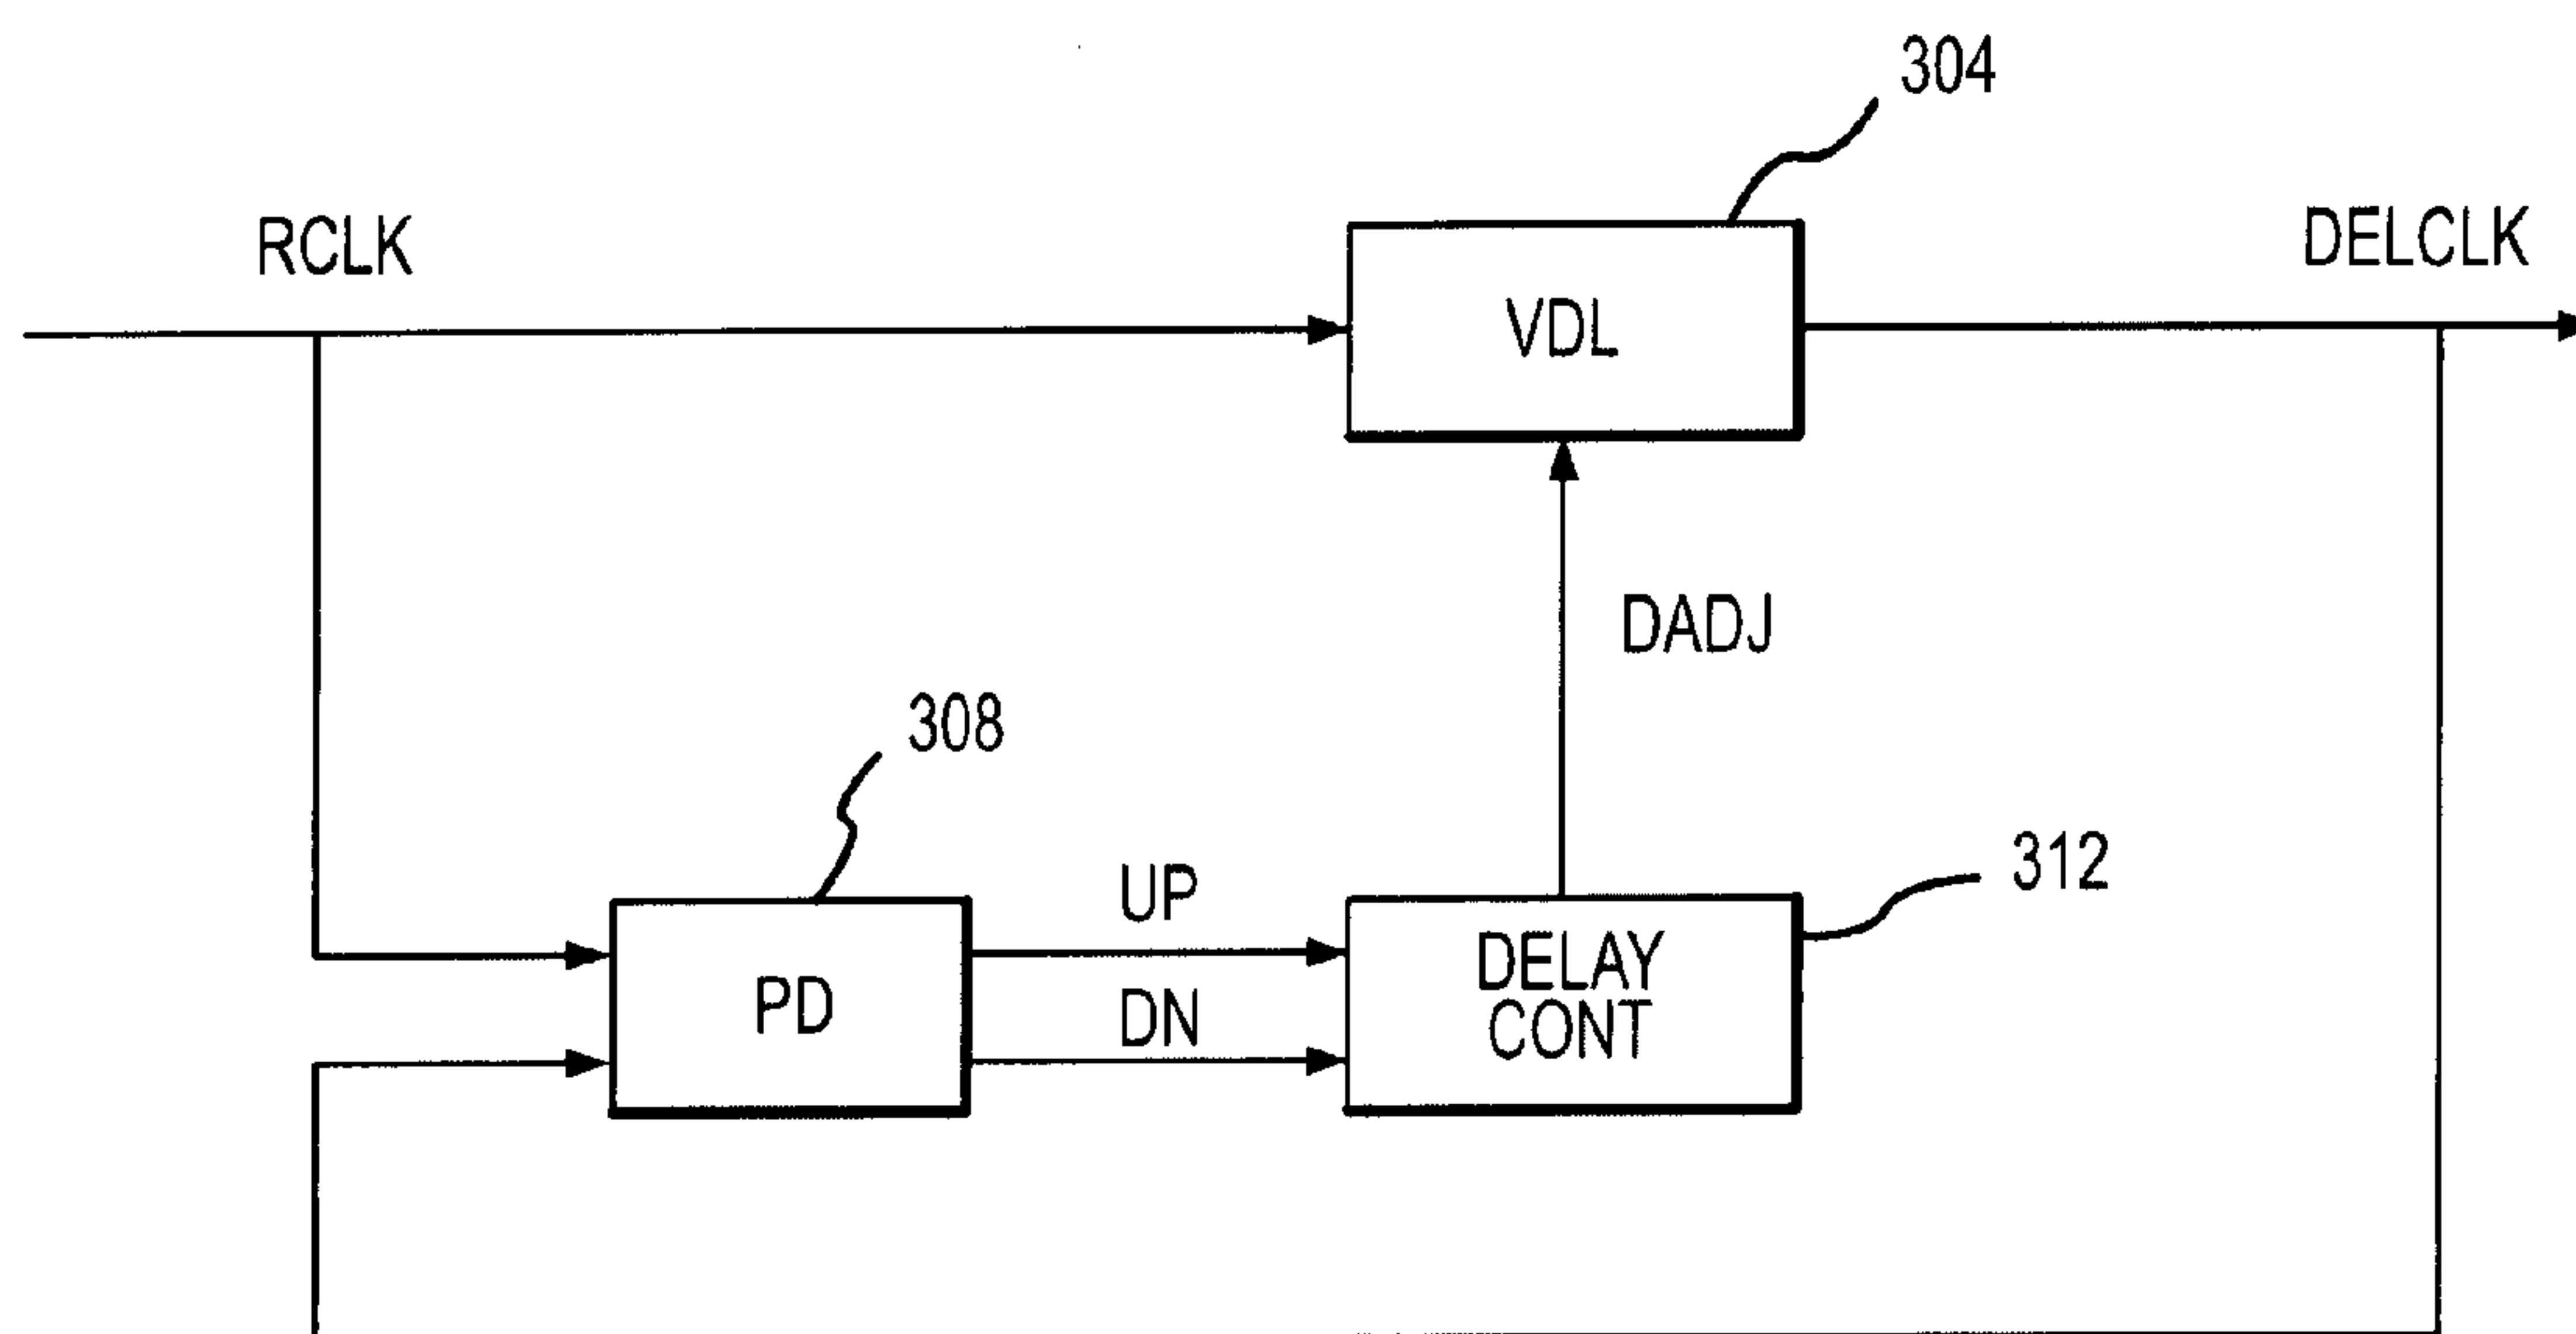 304
RCLK
DELCLK
VDL
DADJ
308
312
UP
DELAY
CONT
PD
DN